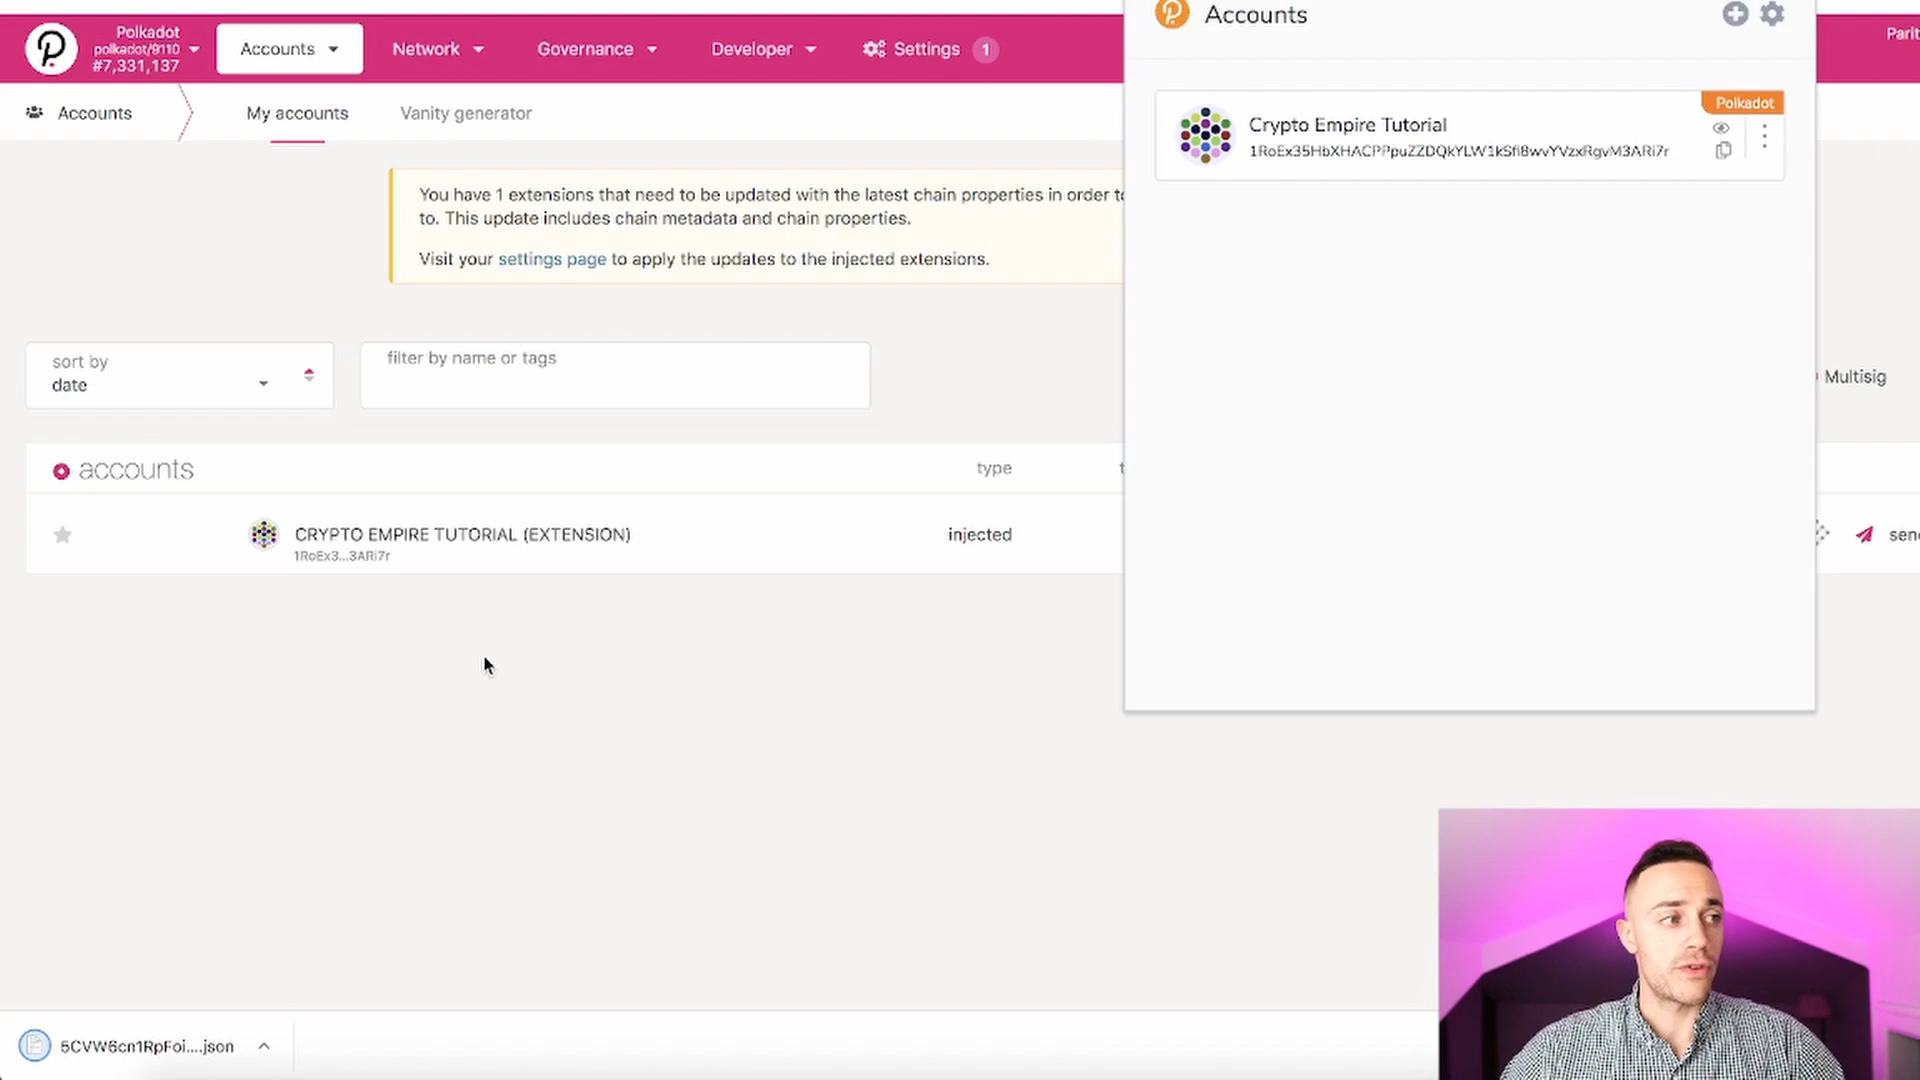 Polkadot
polkadot/9110
#7,331,137
Accounts
Network
Governance
Developer
Settings
1
Accounts
My accounts
Vanity generator
You have 1 extensions that need to be updated with the latest chain properties in order
to. This update includes chain metadata and chain properties.
Visit your settings page to apply the updates to the injected extensions.
sort by
date
filter by name or tags
Multisig
accounts
type
CRYPTO EMPIRE TUTORIAL (EXTENSION)
1RoEx3...3ARi7r
injected
Accounts
Polkadot
Crypto Empire Tutorial
1RoEx35HbXHACPPpuZZDQkYLW1kSfi8wvYVzxRgvM3ARi7r
5CVW6cn1RpFoi....json